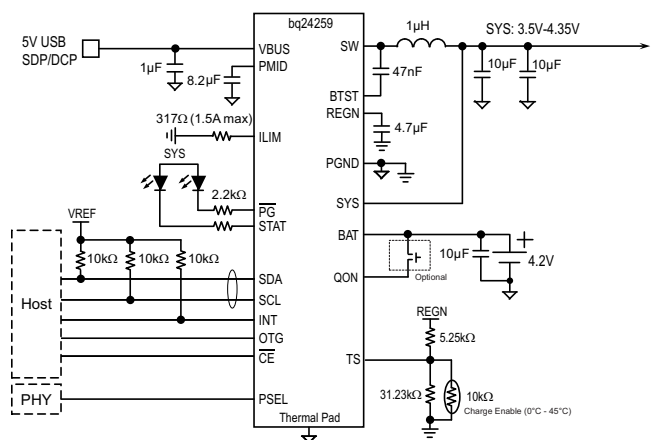 bq24259
5V USB
SDP/DCP
VBUS
PMID
1µF
8.2µF
317Ω (1.5A max)
ILIM
SYS
2.2kΩ
PG
STAT
VREF
10kΩ
10kΩ
10kΩ
Host
SDA
SCL
INT
OTG
CE
PHY
PSEL
Thermal Pad
SW
1µH
SYS: 3.5V-4.35V
47nF
10µF
10µF
BTST
REGN
4.7µF
PGND
SYS
BAT
10µF
4.2V
Optional
QON
REGN
5.25kΩ
TS
31.23kΩ
10kΩ
Charge Enable (0°C - 45°C)